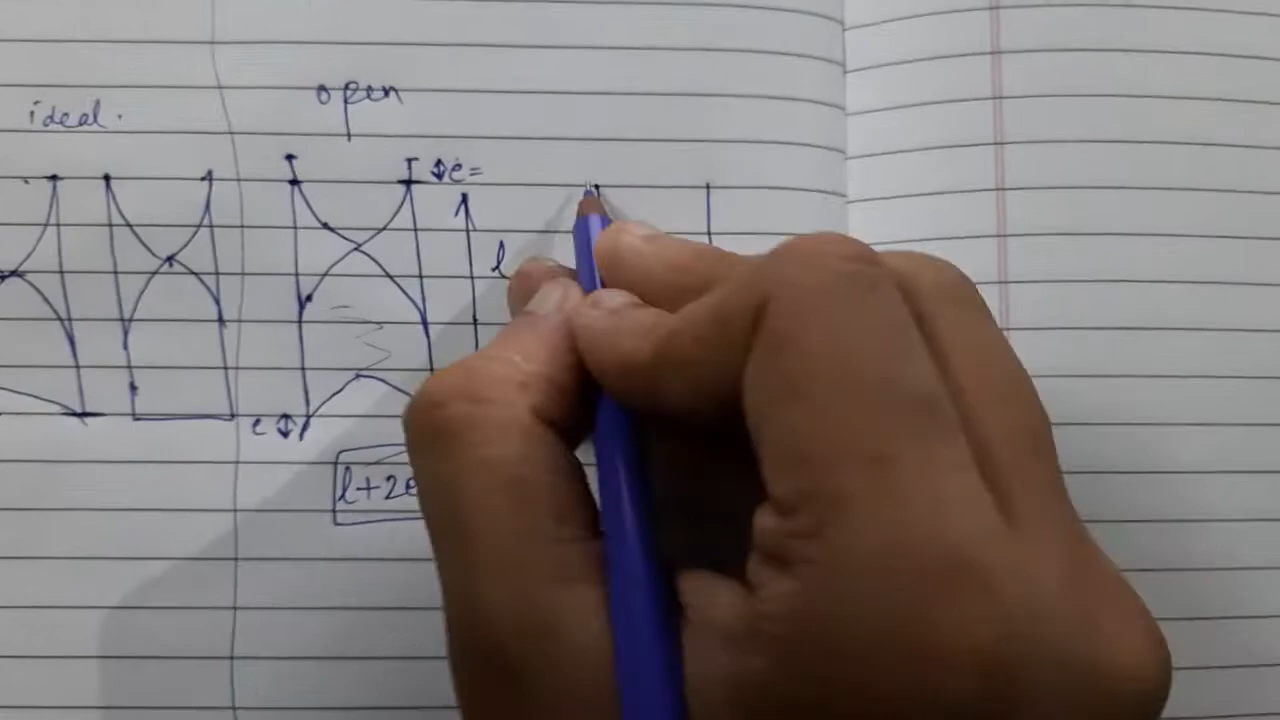 ideal.
open
e =
l
e
l+2e